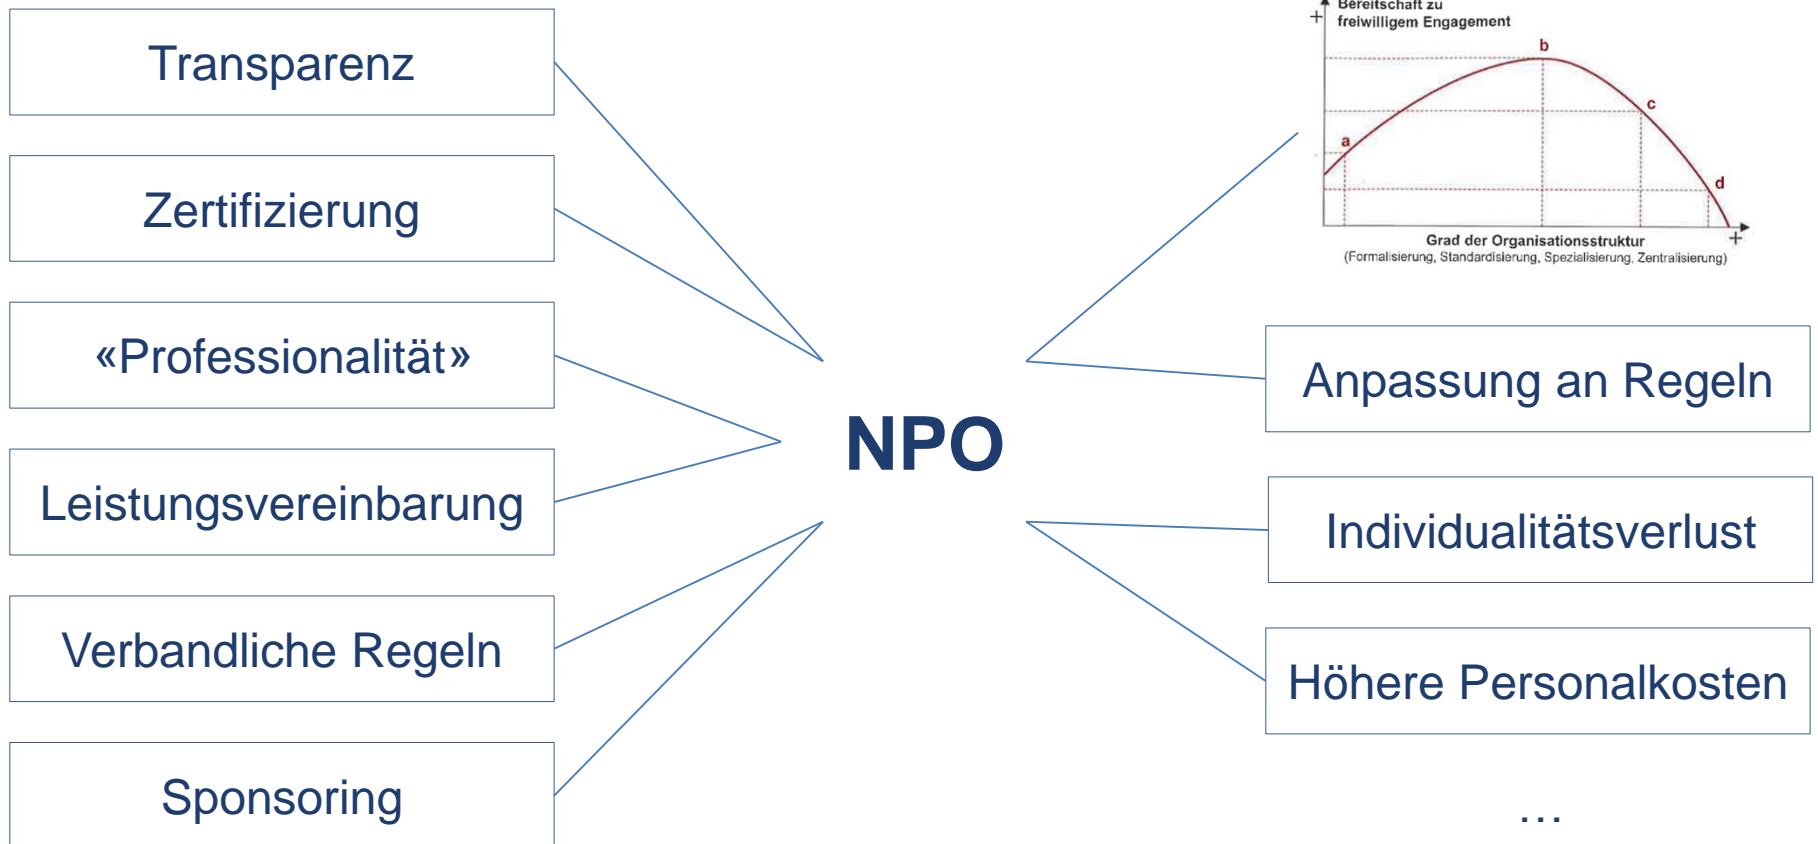 Transparenz
Zertifizierung
«Professionalität»
Leistungsvereinbarung
Verbandliche Regeln
Sponsoring
NPO
Bereitschaft zu
+ freiwilligem Engagement
b
c
a
d
+
Grad der Organisationsstruktur
(Formalisierung, Standardisierung, Spezialisierung, Zentralisierung)
Anpassung an Regeln
Individualitätsverlust
Höhere Personalkosten
…